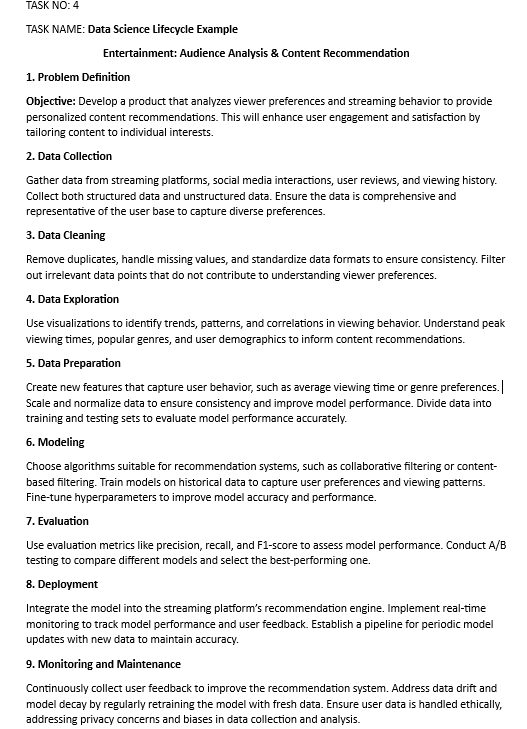 TASK NO: 4
TASK NAME: Data Science Lifecycle Example
Entertainment: Audience Analysis & Content Recommendation
1. Problem Definition
Objective: Develop a product that analyzes viewer preferences and streaming behavior to provide
personalized content recommendations. This will enhance user engagement and satisfaction by
tailoring content to individual interests.
2. Data Collection
Gather data from streaming platforms, social media interactions, user reviews, and viewing history.
Collect both structured data and unstructured data. Ensure the data is comprehensive and
representative of the user base to capture diverse preferences.
3. Data Cleaning
Remove duplicates, handle missing values, and standardize data formats to ensure consistency. Filter
out irrelevant data points that do not contribute to understanding viewer preferences.
4. Data Exploration
Use visualizations to identify trends, patterns, and correlations in viewing behavior. Understand peak
viewing times, popular genres, and user demographics to inform content recommendations.
5. Data Preparation
Create new features that capture user behavior, such as average viewing time or genre preferences.
Scale and normalize data to ensure consistency and improve model performance. Divide data into
training and testing sets to evaluate model performance accurately.
6. Modeling
Choose algorithms suitable for recommendation systems, such as collaborative filtering or content-
based filtering. Train models on historical data to capture user preferences and viewing patterns.
Fine-tune hyperparameters to improve model accuracy and performance.
7. Evaluation
Use evaluation metrics like precision, recall, and F1-score to assess model performance. Conduct A/B
testing to compare different models and select the best-performing one.
8. Deployment
Integrate the model into the streaming platform's recommendation engine. Implement real-time
monitoring to track model performance and user feedback. Establish a pipeline for periodic model
updates with new data to maintain accuracy.
9. Monitoring and Maintenance
Continuously collect user feedback to improve the recommendation system. Address data drift and
model decay by regularly retraining the model with fresh data. Ensure user data is handled ethically,
addressing privacy concerns and biases in data collection and analysis.